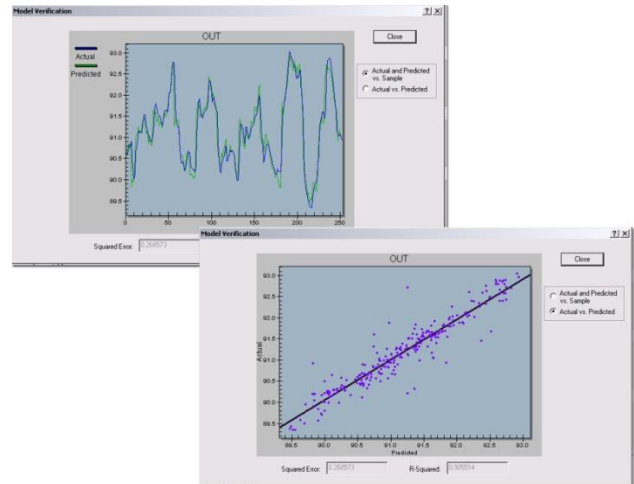 Model Verification
OUT
Close
Actual
Predicted
Actual and Predicted
vs. Sample
Actual vs. Predicted
93.0
92.5
92.0
91.5
91.0
90.5
90.0
89.5
0 50 100 150 200 250
Squared Error: 0.268573
Model Verification
OUT
Close
Actual and Predicted
vs. Sample
Actual vs. Predicted
Actual
93.0
92.5
92.0
91.5
91.0
90.5
90.0
89.5
89.5 90.0 90.5 91.0 91.5 92.0 92.5 93.0
Predicted
Squared Error: 0.268573 R-Squared: